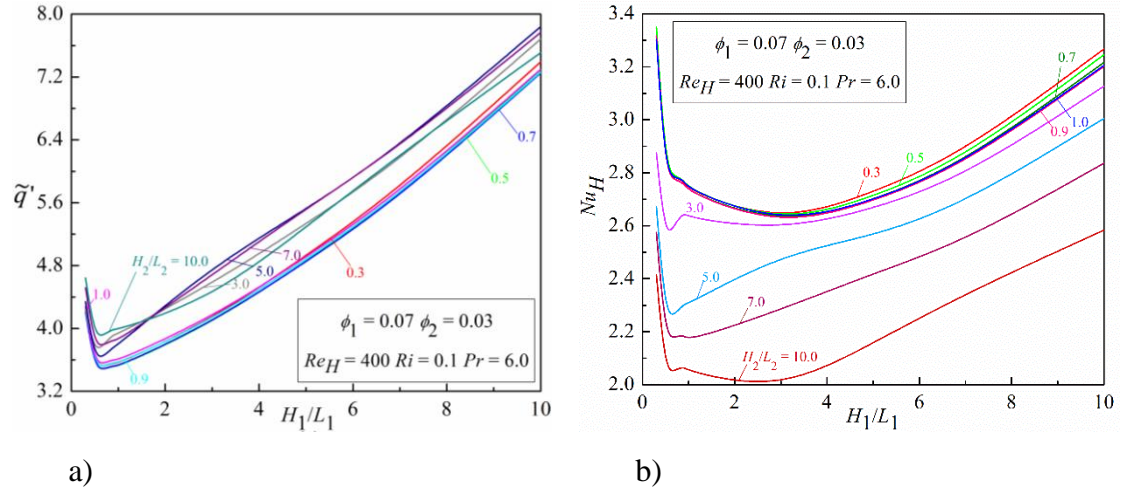 8.0
7.2
6.4
5.6
4.8
4.0
3.2
q̃'
H₂/L₂ = 10.0
7.0
5.0
3.0
1.0
0.9
0.7
0.5
0.3
ϕ₁ = 0.07 ϕ₂ = 0.03
Re_H = 400 Ri = 0.1 Pr = 6.0
0 2 4 6 8 10
H₁/L₁
a)
3.4
3.2
3.0
2.8
2.6
2.4
2.2
2.0
Nu_H
ϕ₁ = 0.07 ϕ₂ = 0.03
Re_H = 400 Ri = 0.1 Pr = 6.0
0.7
1.0
0.9
0.5
0.3
3.0
5.0
7.0
H₂/L₂ = 10.0
0 2 4 6 8 10
H₁/L₁
b)